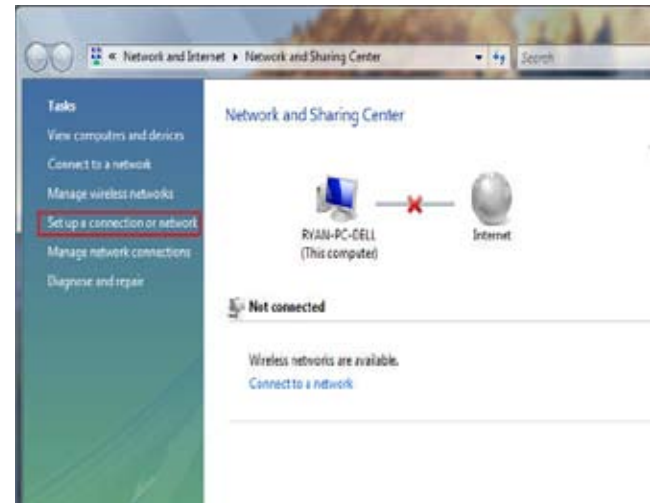 « Network and Internet ▸ Network and Sharing Center
Search
Tasks
View computers and devices
Connect to a network
Manage wireless networks
Set up a connection or network
Manage network connections
Diagnose and repair
Network and Sharing Center
RYAN-PC-DELL
(This computer)
Internet
Not connected
Wireless networks are available.
Connect to a network